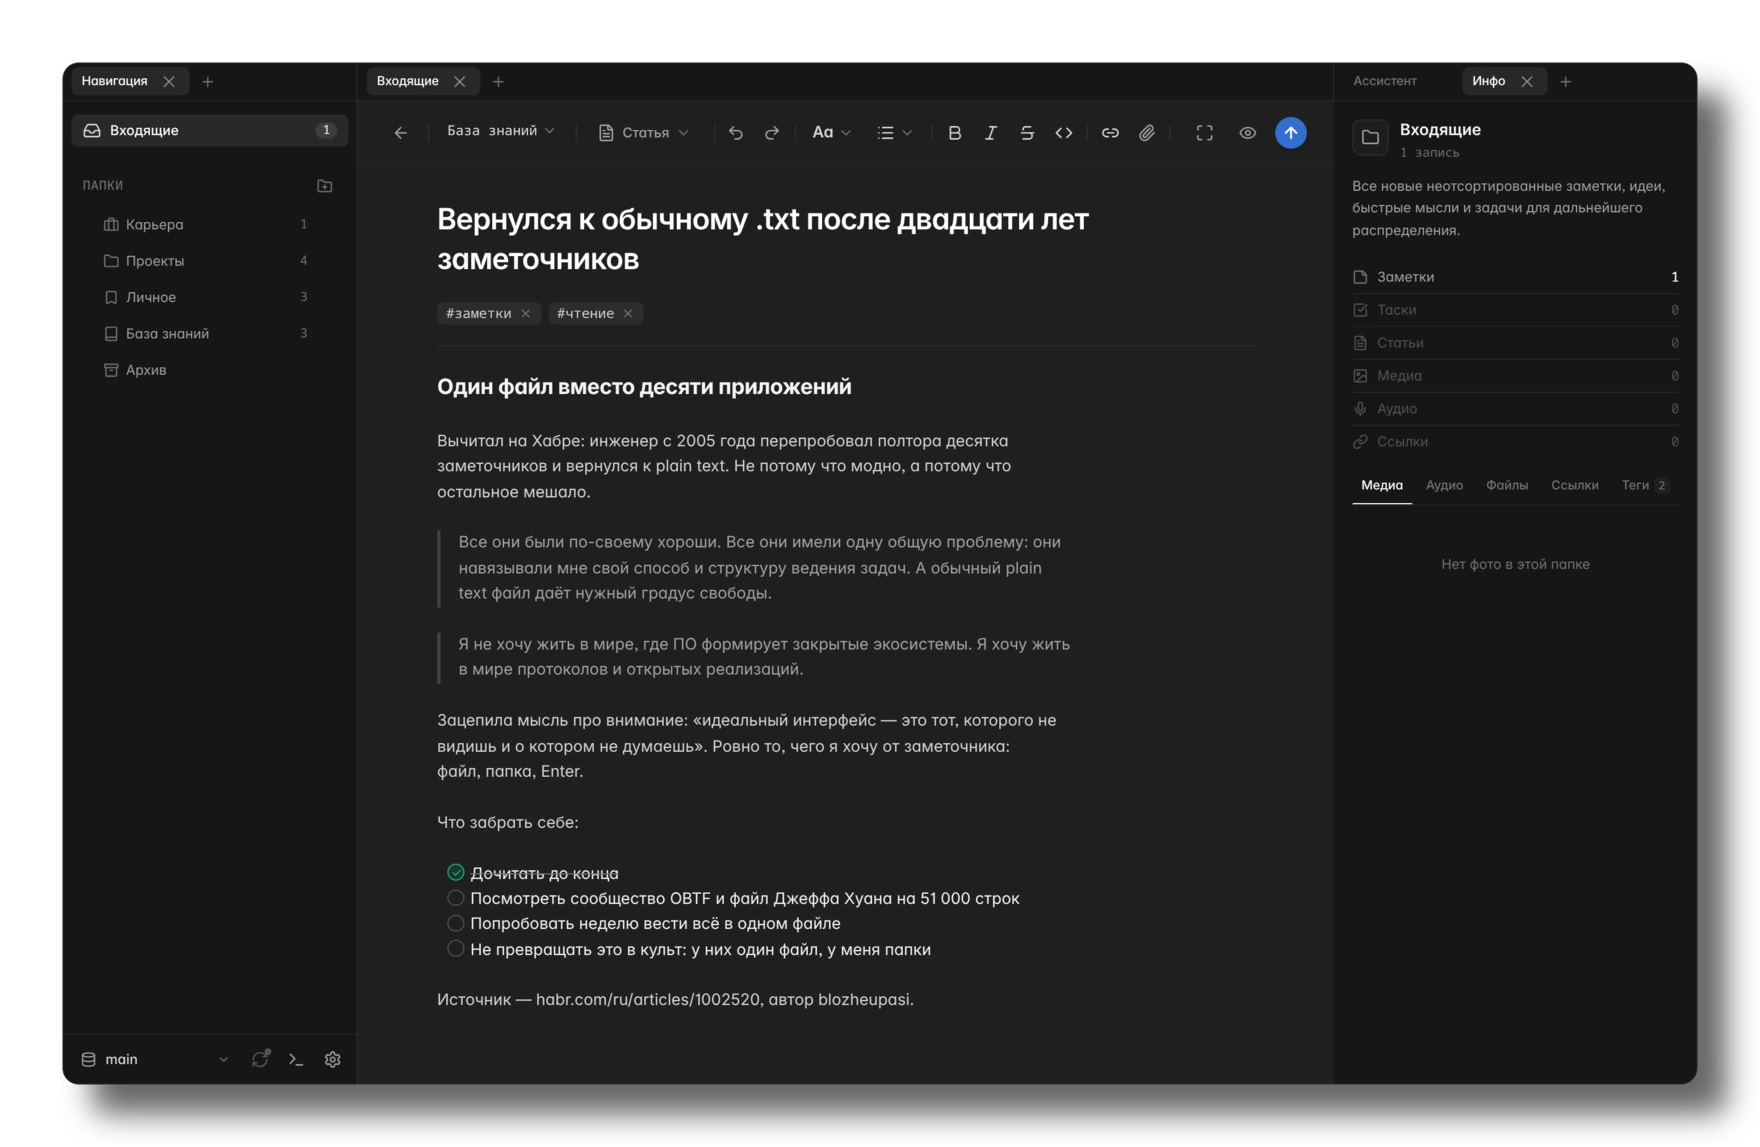 Навигация
Входящие
Ассистент
Инфо
Входящие 1
ПАПКИ
Карьера 1
Проекты 4
Личное 3
База знаний 3
Архив
main
База знаний
Статья
Aa
B I S
Вернулся к обычному .txt после двадцати лет
заметочников
#заметки
#чтение
Один файл вместо десяти приложений
Вычитал на Хабре: инженер с 2005 года перепробовал полтора десятка
заметочников и вернулся к plain text. Не потому что модно, а потому что
остальное мешало.
Все они были по-своему хороши. Все они имели одну общую проблему: они
навязывали мне свой способ и структуру ведения задач. А обычный plain
text файл даёт нужный градус свободы.
Я не хочу жить в мире, где ПО формирует закрытые экосистемы. Я хочу жить
в мире протоколов и открытых реализаций.
Зацепила мысль про внимание: «идеальный интерфейс — это тот, которого не
видишь и о котором не думаешь». Ровно то, чего я хочу от заметочника:
файл, папка, Enter.
Что забрать себе:
Дочитать до конца
Посмотреть сообщество OBTF и файл Джеффа Хуана на 51 000 строк
Попробовать неделю вести всё в одном файле
Не превращать это в культ: у них один файл, у меня папки
Источник — habr.com/ru/articles/1002520, автор blozheupasi.
Входящие
1 запись
Все новые неотсортированные заметки, идеи,
быстрые мысли и задачи для дальнейшего
распределения.
Заметки 1
Таски 0
Статьи 0
Медиа 0
Аудио 0
Ссылки 0
Медиа Аудио Файлы Ссылки Теги 2
Нет фото в этой папке